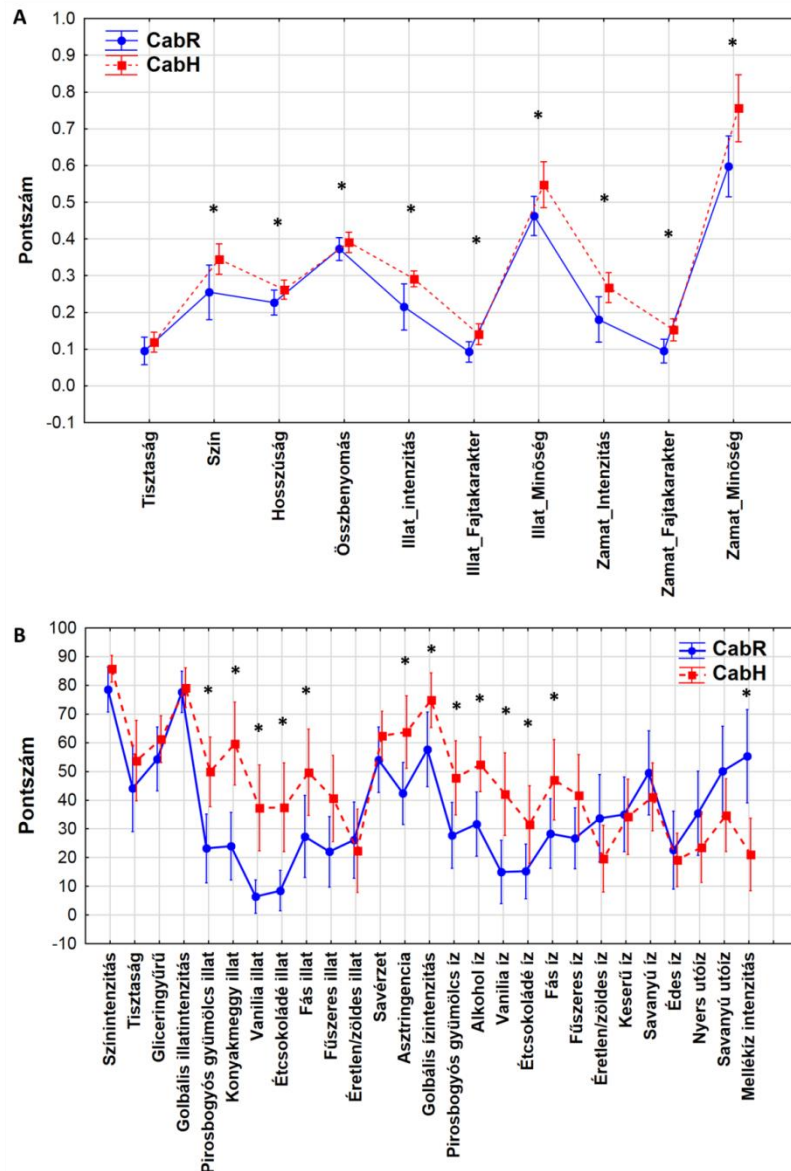 A
CabR
CabH
Pontszám
1.0
0.9
0.8
0.7
0.6
0.5
0.4
0.3
0.2
0.1
0.0
-0.1
*
*
*
*
*
*
*
*
*
Tisztaság
Szín
Hosszúság
Összbenyomás
Illat_intenzitás
Illat_Fajtakarakter
Illat_Minőség
Zamat_Intenzitás
Zamat_Fajtakarakter
Zamat_Minőség
B
CabR
CabH
Pontszám
100
90
80
70
60
50
40
30
20
10
0
-10
*
*
*
*
*
*
*
*
*
*
*
*
*
Színintenzitás
Tisztaság
Gliceringyűrű
Golbális illatintenzitás
Pirosbogyós gyümölcs illat
Konyakmeggy illat
Vanilia illat
Étcsokoládé illat
Fás illat
Fűszeres illat
Éretlen/zöldes illat
Savérzet
Asztringencia
Golbális ízintenzitás
Pirosbogyós gyümölcs íz
Alkohol íz
Vanilia íz
Étcsokoládé íz
Fás íz
Fűszeres íz
Éretlen/zöldes íz
Keserű íz
Savanyú íz
Édes íz
Nyers utóíz
Savanyú utóíz
Mellékíz intenzitás